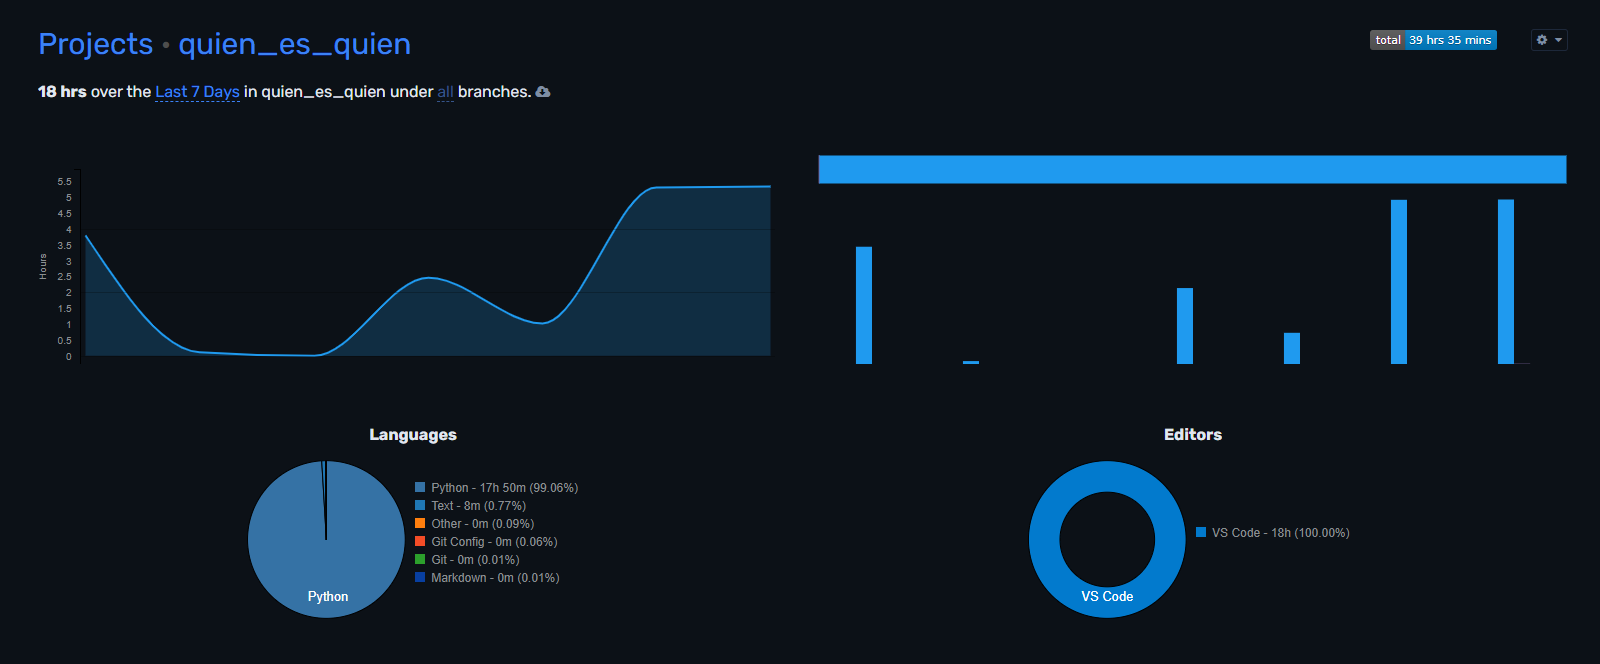 Projects • quien_es_quien
total 39 hrs 35 mins
18 hrs over the Last 7 Days in quien_es_quien under all branches.
Hours
5.5
5
4.5
4
3.5
3
2.5
2
1.5
1
0.5
0
Languages
Python - 17h 50m (99.06%)
Text - 8m (0.77%)
Other - 0m (0.09%)
Git Config - 0m (0.06%)
Git - 0m (0.01%)
Markdown - 0m (0.01%)
Python
Editors
VS Code - 18h (100.00%)
VS Code